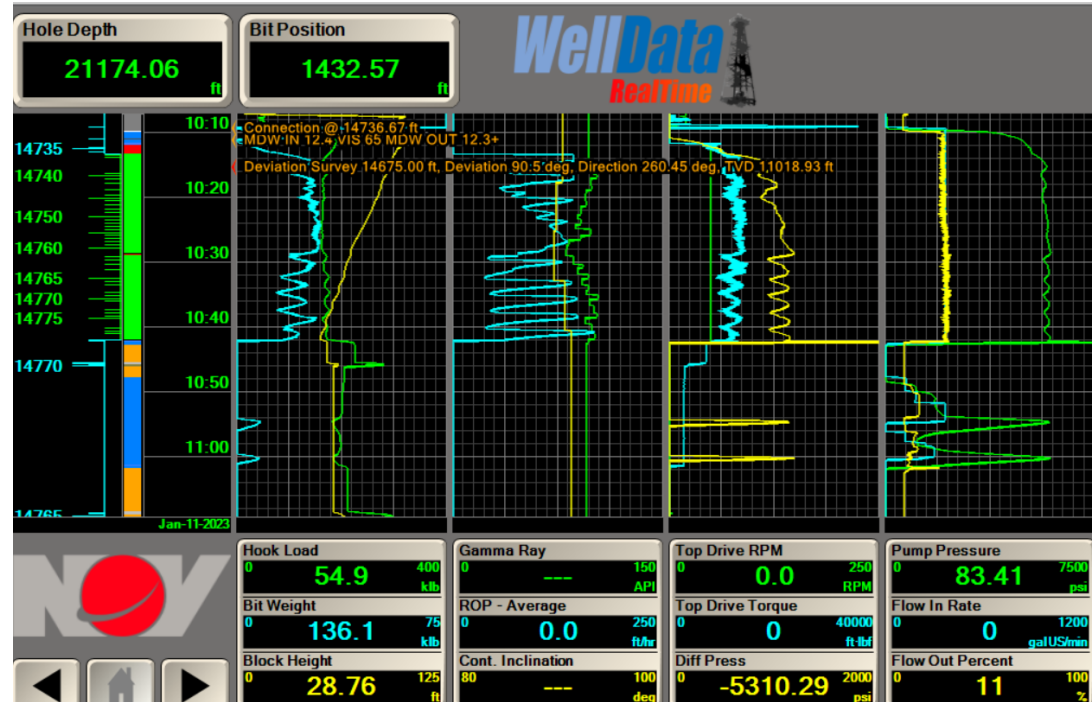 Hole Depth
21174.06
ft
Bit Position
1432.57
ft
WellData
RealTime
10:10
Connection @ 14736.67 ft
MDW IN 12.4 VIS 65 MDW OUT 12.3+
14735
Deviation Survey 14675.00 ft, Deviation 90.5 deg, Direction 260.45 deg, TVD 11018.93 ft
14740
10:20
14750
14760
10:30
14765
14770
14775
10:40
14770
10:50
11:00
14765
Jan-11-2023
NOV
Hook Load
0 54.9 400
klb
Bit Weight
0 136.1 75
klb
Block Height
0 28.76 125
ft
Gamma Ray
0 --- 150
API
ROP - Average
0 0.0 250
ft/hr
Cont. Inclination
80 --- 100
deg
Top Drive RPM
0 0.0 250
RPM
Top Drive Torque
0 0 40000
ft-lbf
Diff Press
0 -5310.29 2000
psi
Pump Pressure
0 83.41 7500
psi
Flow In Rate
0 0 1200
galUS/min
Flow Out Percent
0 11 100
%